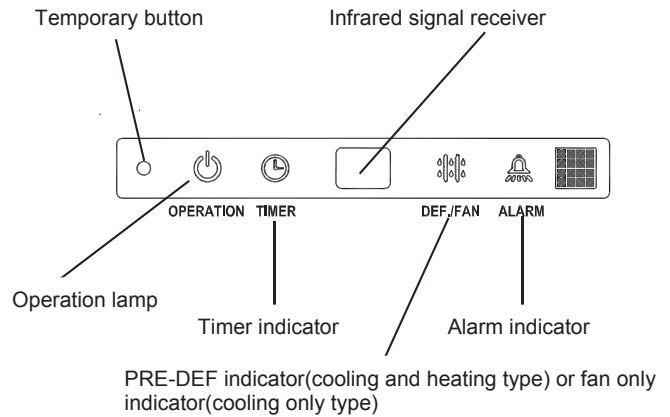 Temporary button
Infrared signal receiver
OPERATION TIMER
DEF./FAN ALARM
Operation lamp
Timer indicator
Alarm indicator
PRE-DEF indicator(cooling and heating type) or fan only
indicator(cooling only type)